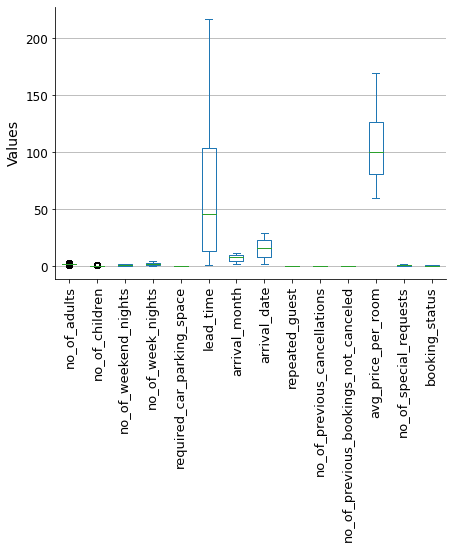 200
150
100
50
0
Values
no_of_adults
no_of_children
no_of_weekend_nights
no_of_week_nights
required_car_parking_space
lead_time
arrival_month
arrival_date
repeated_guest
no_of_previous_cancellations
no_of_previous_bookings_not_canceled
avg_price_per_room
no_of_special_requests
booking_status